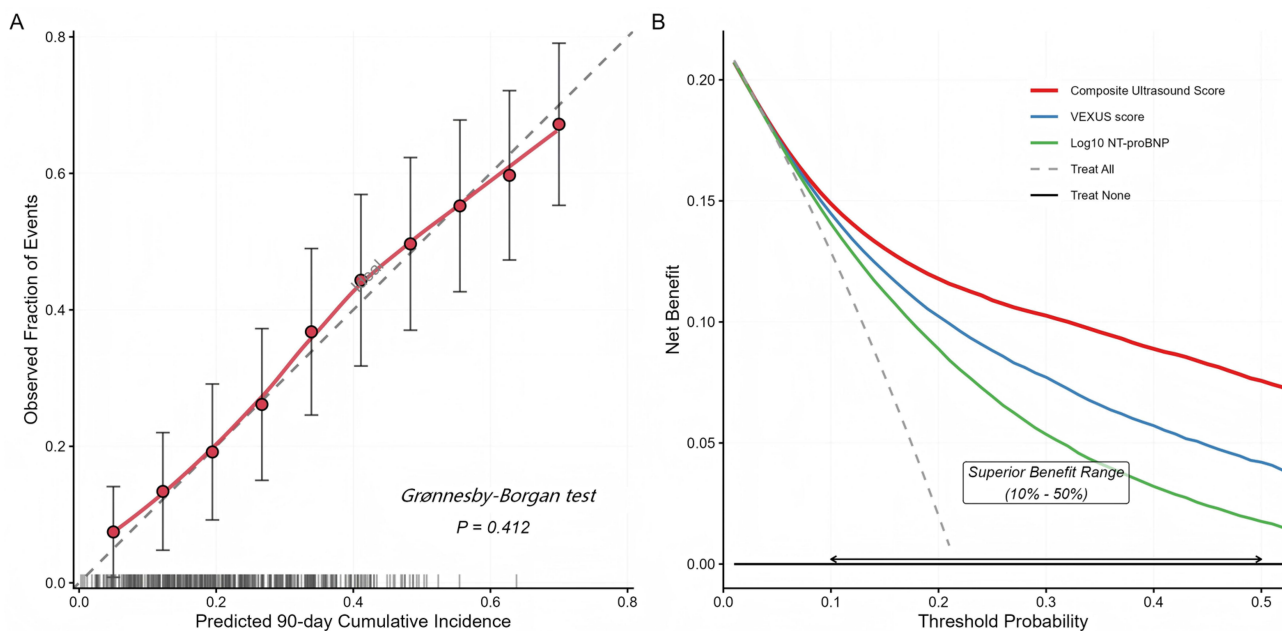 A
0.8
0.6
0.4
0.2
0.0
Observed Fraction of Events
Ideal
Grønnesby-Borgan test
P = 0.412
0.0 0.2 0.4 0.6 0.8
Predicted 90-day Cumulative Incidence
B
0.20
0.15
0.10
0.05
0.00
Net Benefit
Composite Ultrasound Score
VEXUS score
Log10 NT-proBNP
Treat All
Treat None
Superior Benefit Range
(10% - 50%)
0.0 0.1 0.2 0.3 0.4 0.5
Threshold Probability